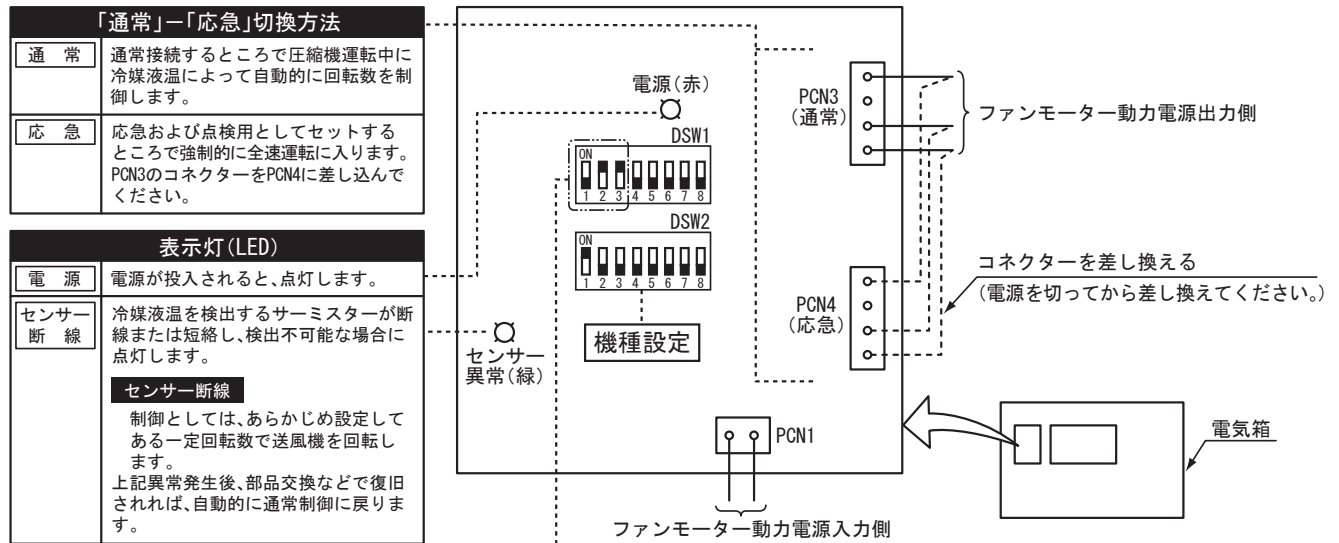 「通常」－「応急」切換方法
通　常
通常接続するところで圧縮機運転中に
冷媒液温によって自動的に回転数を制
御します。
応　急
応急および点検用としてセットする
ところで強制的に全速運転に入ります。
PCN3のコネクターをPCN4に差し込んで
ください。
表示灯(LED)
電　源
電源が投入されると、点灯します。
センサー
断　線
冷媒液温を検出するサーミスターが断
線または短絡し、検出不可能な場合に
点灯します。
センサー断線
制御としては、あらかじめ設定して
ある一定回転数で送風機を回転し
ます。
上記異常発生後、部品交換などで復旧
されれば、自動的に通常制御に戻りま
す。
電源(赤)
DSW1
ON
1 2 3 4 5 6 7 8
DSW2
ON
1 2 3 4 5 6 7 8
機種設定
センサー
異常(緑)
PCN3
(通常)
ファンモーター動力電源出力側
PCN4
(応急)
コネクターを差し換える
(電源を切ってから差し換えてください。)
PCN1
ファンモーター動力電源入力側
電気箱